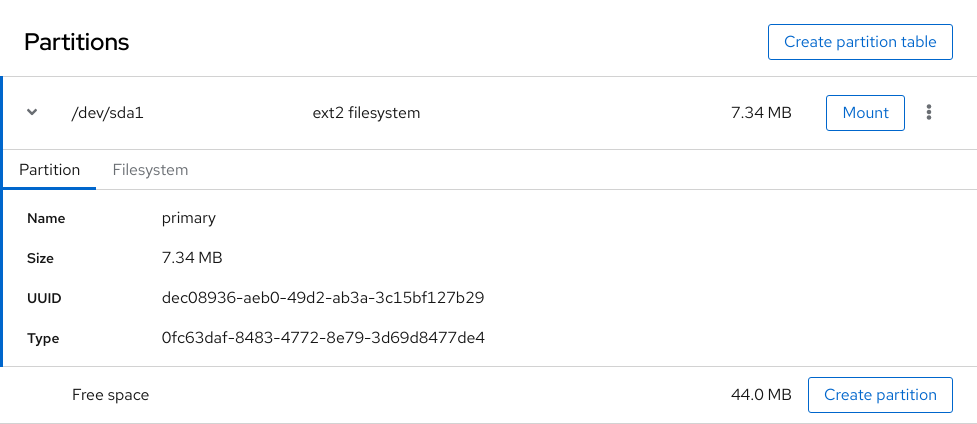 Partitions Create partition table
/dev/sda1 ext2 filesystem 7.34 MB Mount
Partition Filesystem
Name primary
Size 7.34 MB
UUID dec08936-aeb0-49d2-ab3a-3c15bf127b29
Type 0fc63daf-8483-4772-8e79-3d69d8477de4
Free space 44.0 MB Create partition